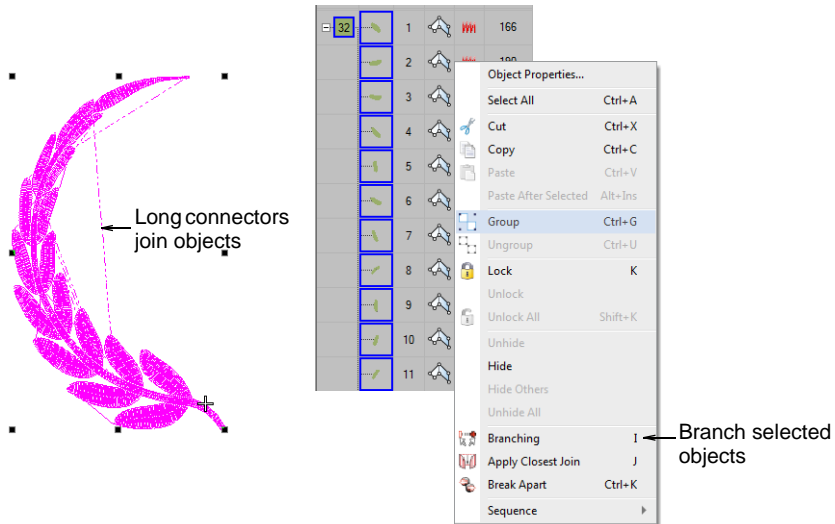 32 1 166
2 190
3
4
5
6
7
8
9
10
11
Long connectors
join objects
Object Properties...
Select All Ctrl+A
Cut Ctrl+X
Copy Ctrl+C
Paste Ctrl+V
Paste After Selected Alt+Ins
Group Ctrl+G
Ungroup Ctrl+U
Lock K
Unlock
Unlock All Shift+K
Unhide
Hide
Hide Others
Unhide All
Branching I
Apply Closest Join J
Break Apart Ctrl+K
Sequence
Branch selected
objects